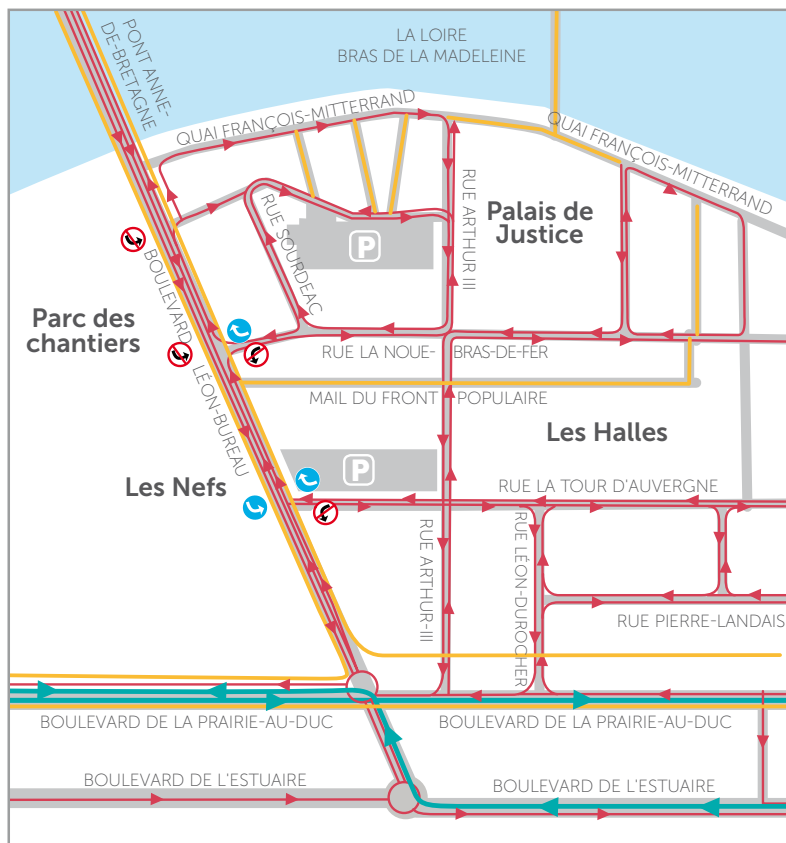 LA LOIRE
BRAS DE LA MADELEINE
PONT ANNE-
DE-BRETAGNE
QUAI FRANÇOIS-MITTERRAND
QUAI FRANÇOIS-MITTERRAND
RUE SOURDEAC
P
RUE ARTHUR III
Palais de
Justice
BOULEVARD LÉON-BUREAU
Parc des
chantiers
RUE LA NOUE-BRAS-DE-FER
MAIL DU FRONT POPULAIRE
Les Halles
P
Les Nefs
RUE LA TOUR D'AUVERGNE
RUE ARTHUR-III
RUE LÉON-DUROCHER
RUE PIERRE-LANDAIS
BOULEVARD DE LA PRAIRIE-AU-DUC
BOULEVARD DE LA PRAIRIE-AU-DUC
BOULEVARD DE L'ESTUAIRE
BOULEVARD DE L'ESTUAIRE